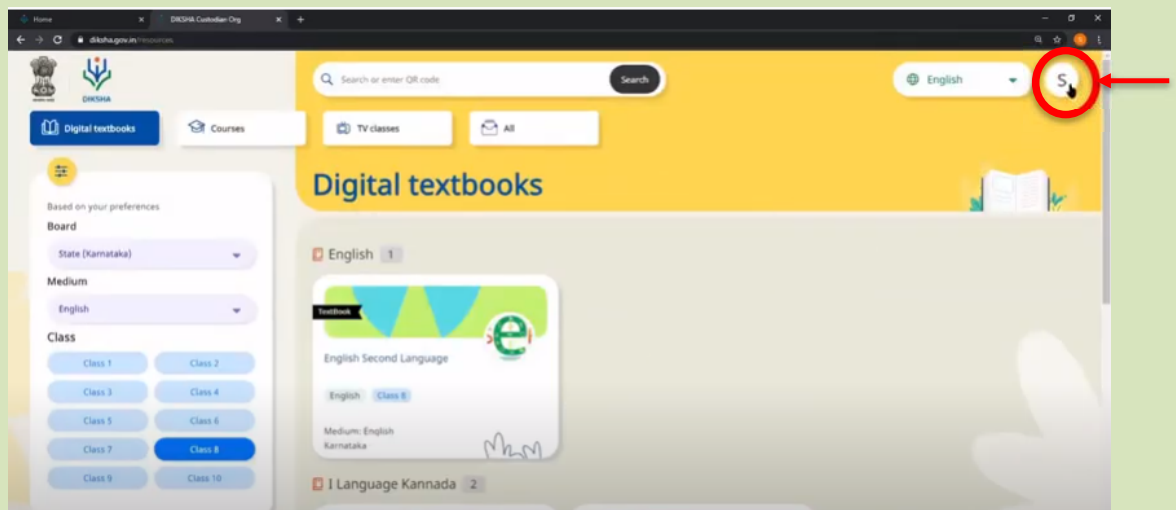 Home
DIKSHA Custodian Org
diksha.gov.in/resources
DIKSHA
Search or enter QR code
Search
English
S
Digital textbooks
Courses
TV classes
All
Digital textbooks
Based on your preferences
Board
State (Karnataka)
Medium
English
Class
Class 1
Class 2
Class 3
Class 4
Class 5
Class 6
Class 7
Class 8
Class 9
Class 10
English 1
TextBook
English Second Language
English
Class 8
Medium: English
Karnataka
I Language Kannada 2